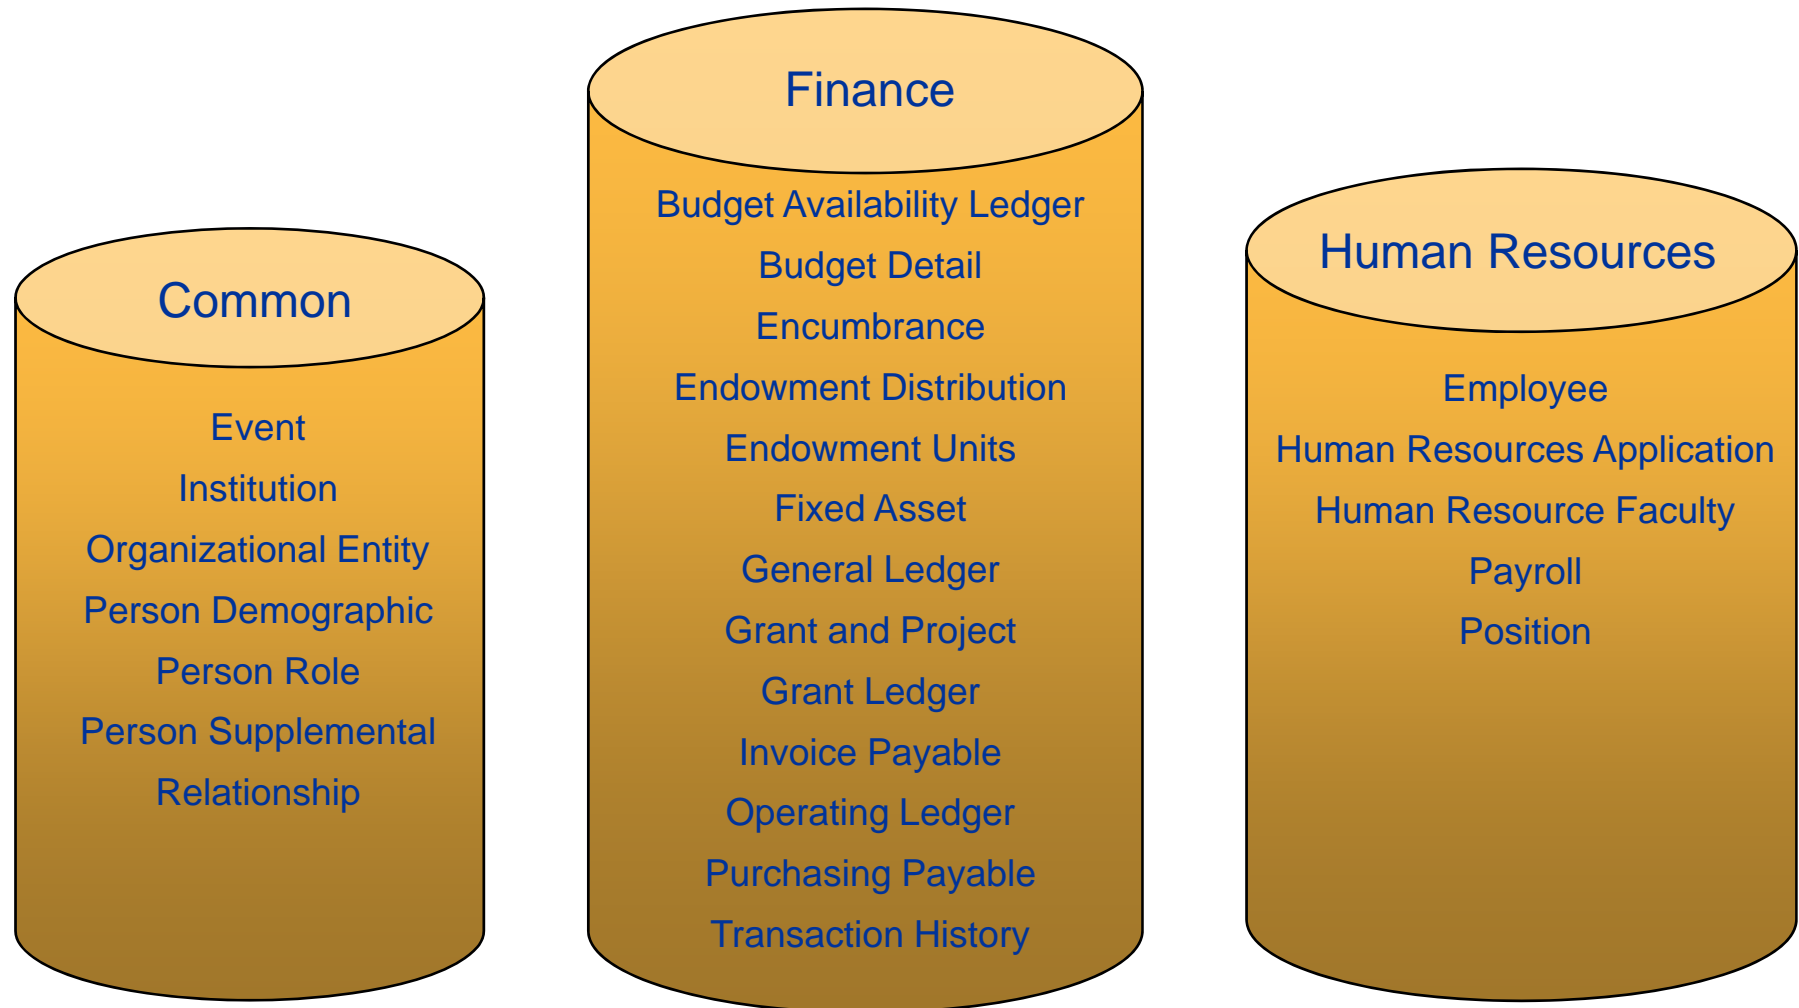 Common
Event
Institution
Organizational Entity
Person Demographic
Person Role
Person Supplemental
Relationship
Finance
Budget Availability Ledger
Budget Detail
Encumbrance
Endowment Distribution
Endowment Units
Fixed Asset
General Ledger
Grant and Project
Grant Ledger
Invoice Payable
Operating Ledger
Purchasing Payable
Transaction History
Human Resources
Employee
Human Resources Application
Human Resource Faculty
Payroll
Position